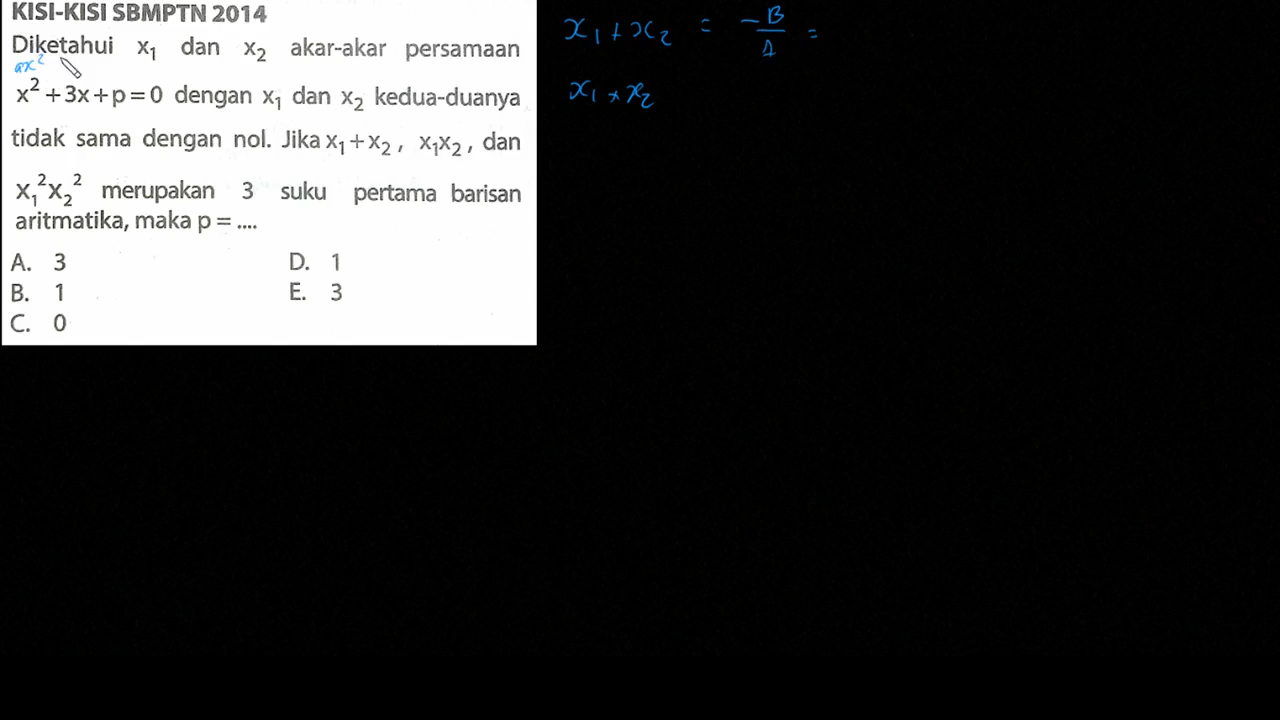 KISI-KISI SBMPTN 2014
Diketahui x₁ dan x₂ akar-akar persamaan
ax²
x² + 3x + p = 0 dengan x₁ dan x₂ kedua-duanya
tidak sama dengan nol. Jika x₁ + x₂ , x₁x₂ , dan
x₁²x₂² merupakan 3 suku pertama barisan
aritmatika, maka p = ....
A. 3
B. 1
C. 0
D. 1
E. 3
x₁ + x₂ = -B/A =
x₁ * x₂